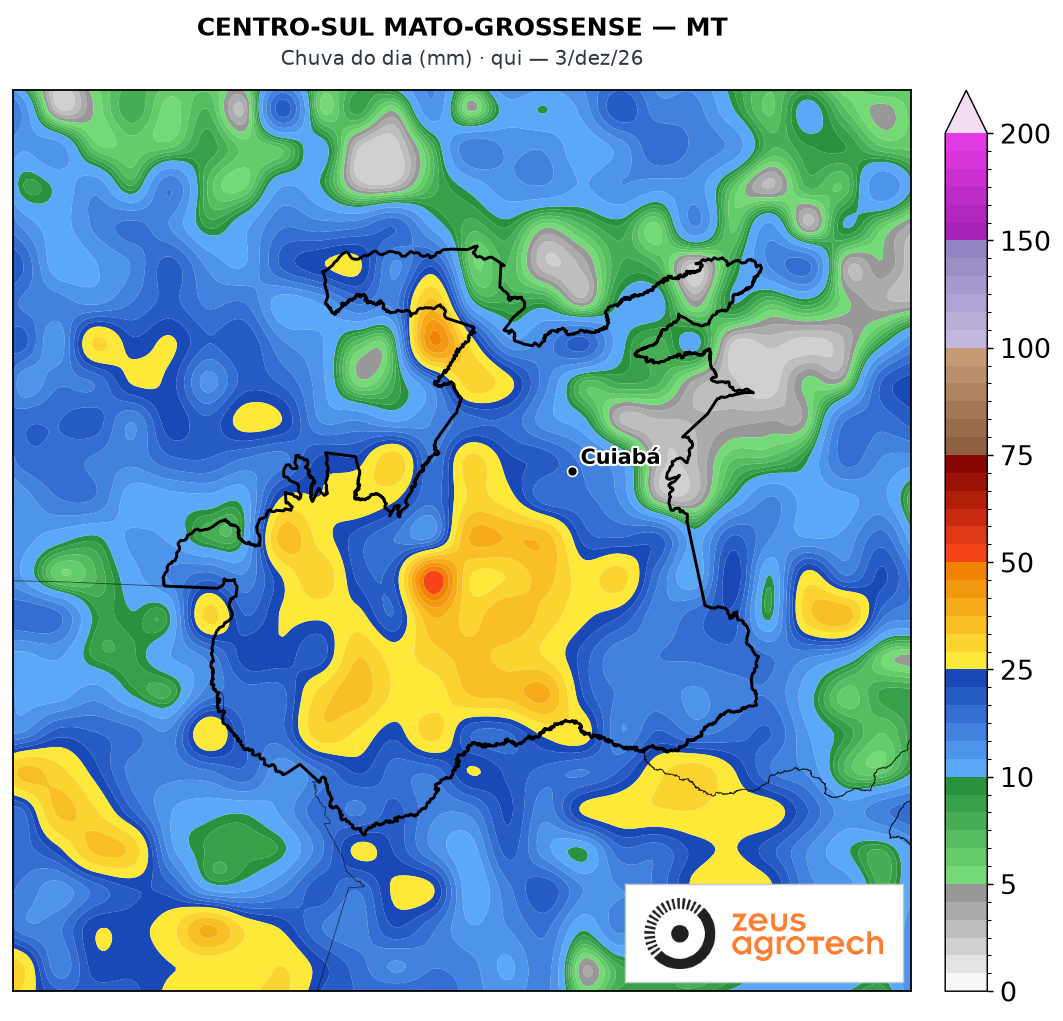 CENTRO-SUL MATO-GROSSENSE — MT
Chuva do dia (mm) · qui — 3/dez/26
200
150
100
75
50
25
10
5
0
Cuiabá
zeus
agrotech